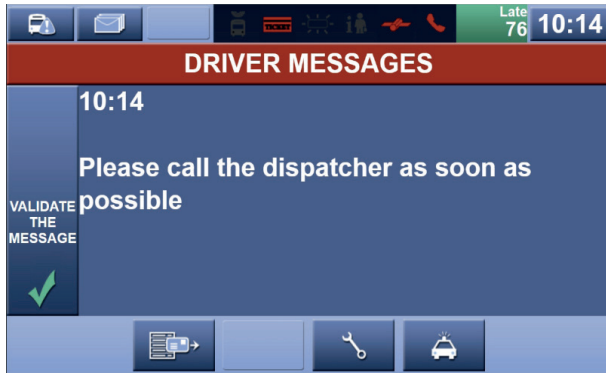 Late
76
10:14
DRIVER MESSAGES
10:14
Please call the dispatcher as soon as
possible
VALIDATE
THE
MESSAGE